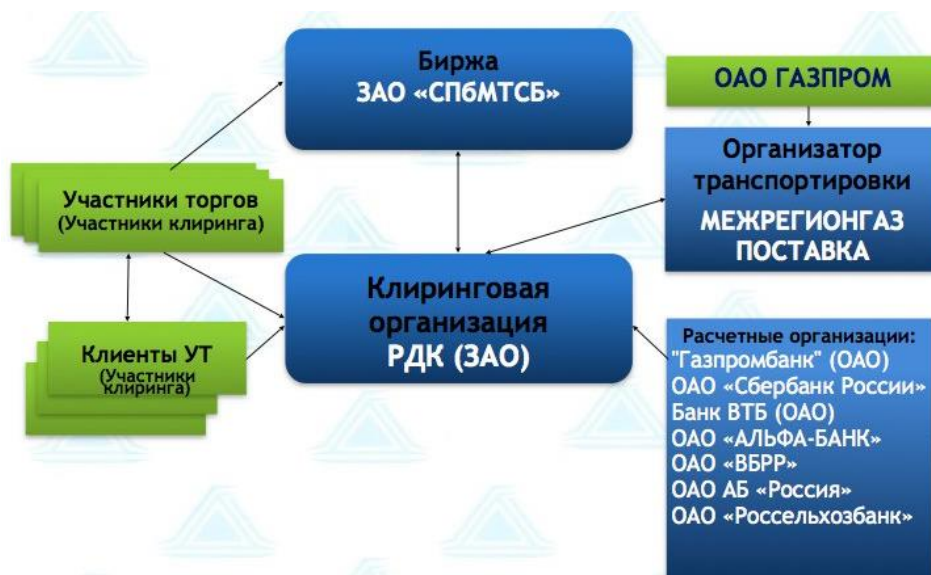 Биржа
ЗАО «СПбМТСБ»
ОАО ГАЗПРОМ
Организатор
транспортировки
МЕЖРЕГИОНГАЗ
ПОСТАВКА
Участники торгов
(Участники клиринга)
Клиринговая
организация
РДК (ЗАО)
Клиенты УТ
(Участники
клиринга)
Расчетные организации:
"Газпромбанк" (ОАО)
ОАО «Сбербанк России»
Банк ВТБ (ОАО)
ОАО «АЛЬФА-БАНК»
ОАО «ВБРР»
ОАО АБ «Россия»
ОАО «Россельхозбанк»